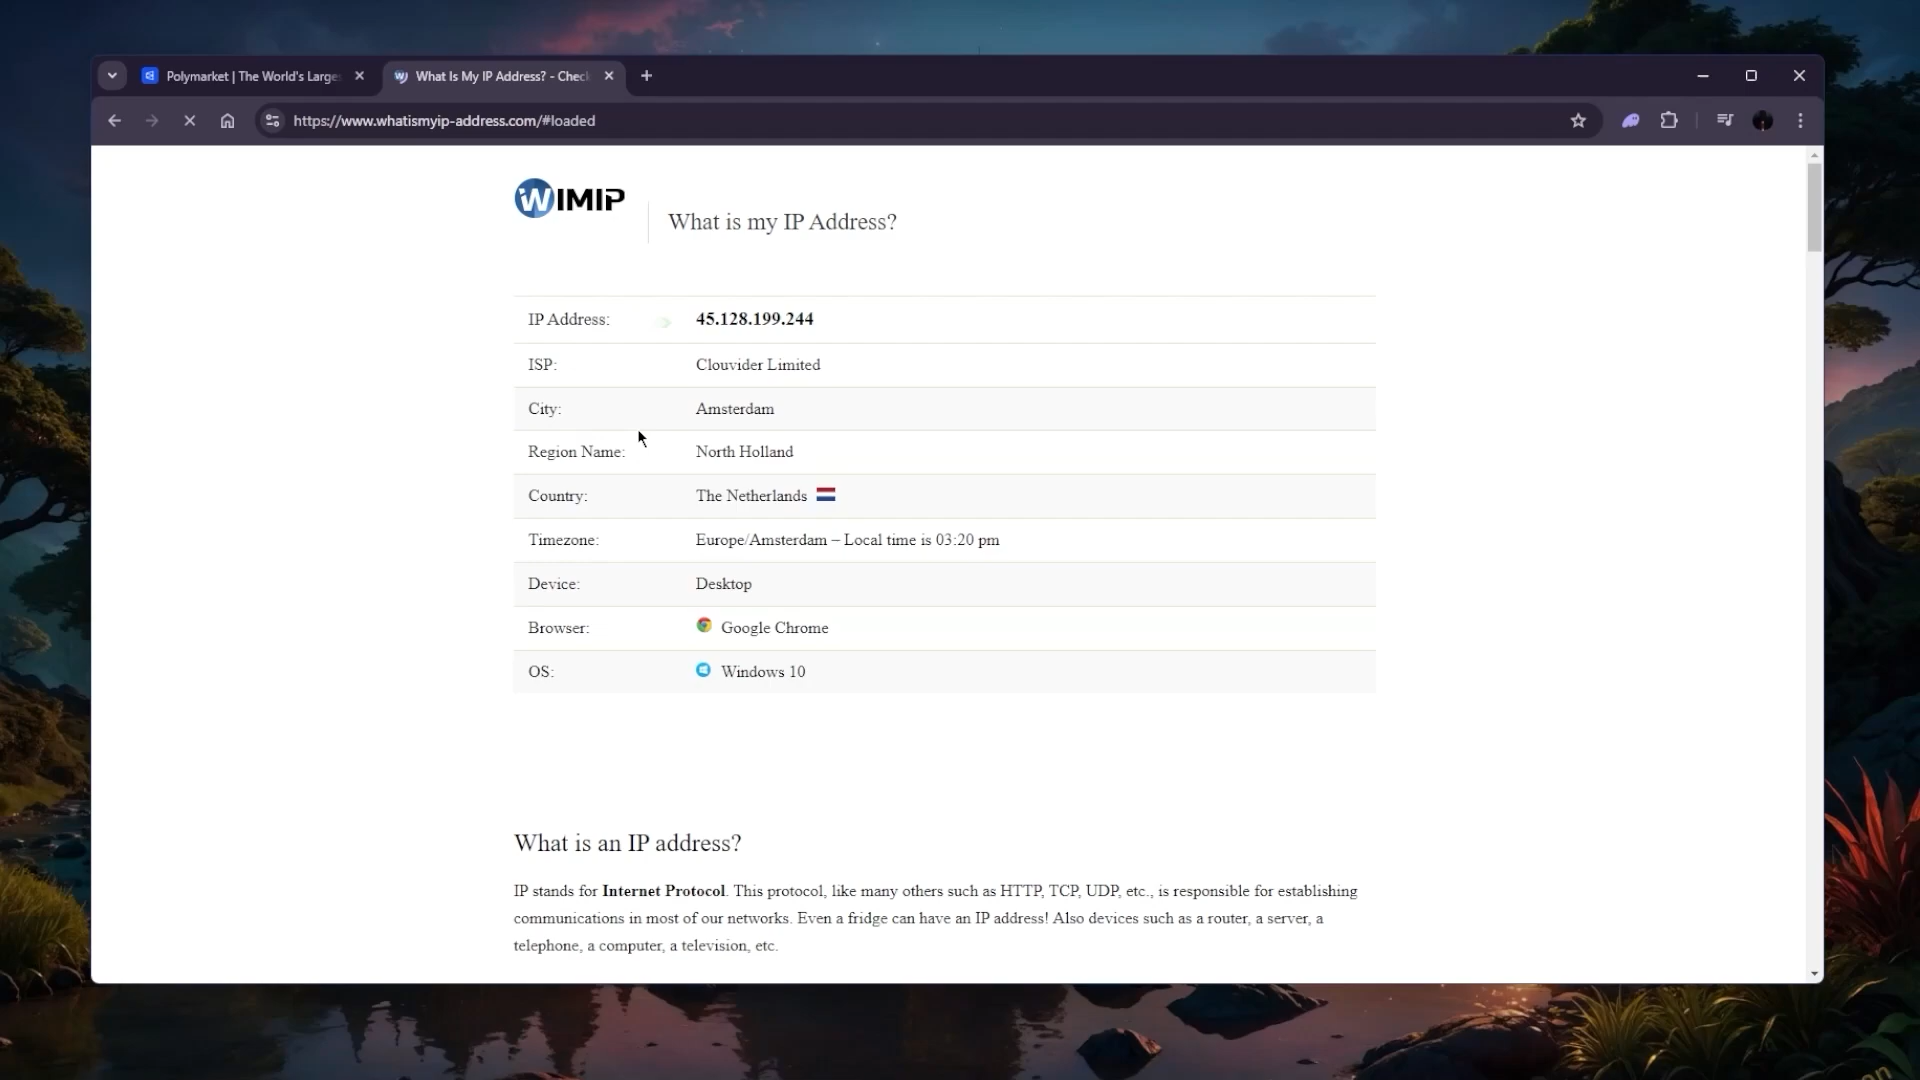 Polymarket | The World's Large
What Is My IP Address? - Chec
https://www.whatismyip-address.com/#loaded
WIMIP
What is my IP Address?
IP Address: 45.128.199.244
ISP: Clouvider Limited
City: Amsterdam
Region Name: North Holland
Country: The Netherlands
Timezone: Europe/Amsterdam – Local time is 03:20 pm
Device: Desktop
Browser: Google Chrome
OS: Windows 10
What is an IP address?
IP stands for Internet Protocol. This protocol, like many others such as HTTP, TCP, UDP, etc., is responsible for establishing
communications in most of our networks. Even a fridge can have an IP address! Also devices such as a router, a server, a
telephone, a computer, a television, etc.